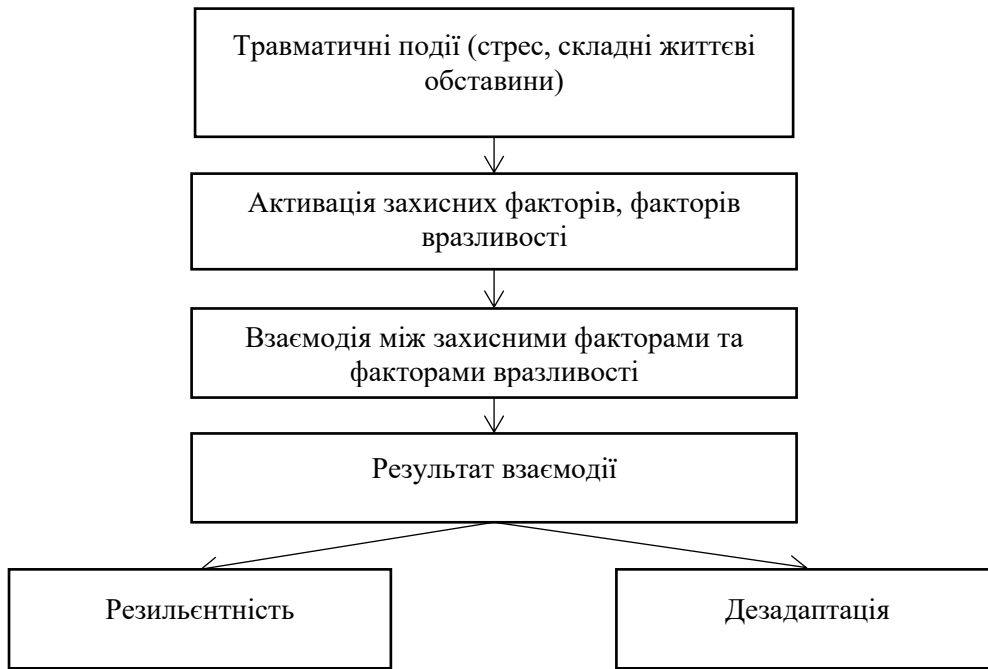 Травматичні події (стрес, складні життєві
обставини)
Активація захисних факторів, факторів
вразливості
Взаємодія між захисними факторами та
факторами вразливості
Результат взаємодії
Резильєнтність
Дезадаптація